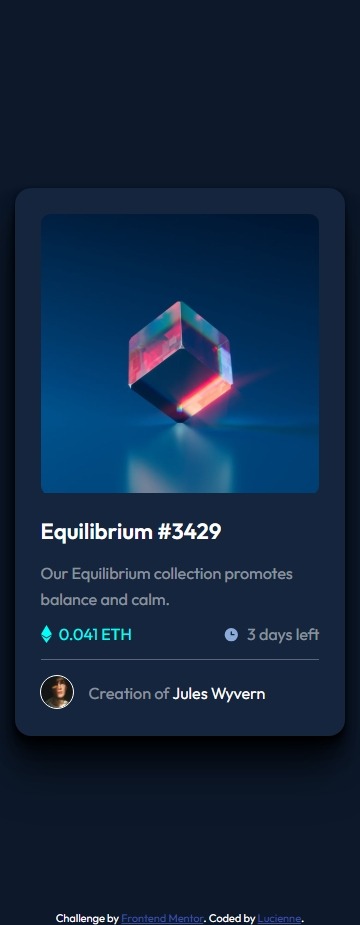 Equilibrium #3429
Our Equilibrium collection promotes
balance and calm.
0.041 ETH
3 days left
Creation of Jules Wyvern
Challenge by Frontend Mentor. Coded by Lucienne.